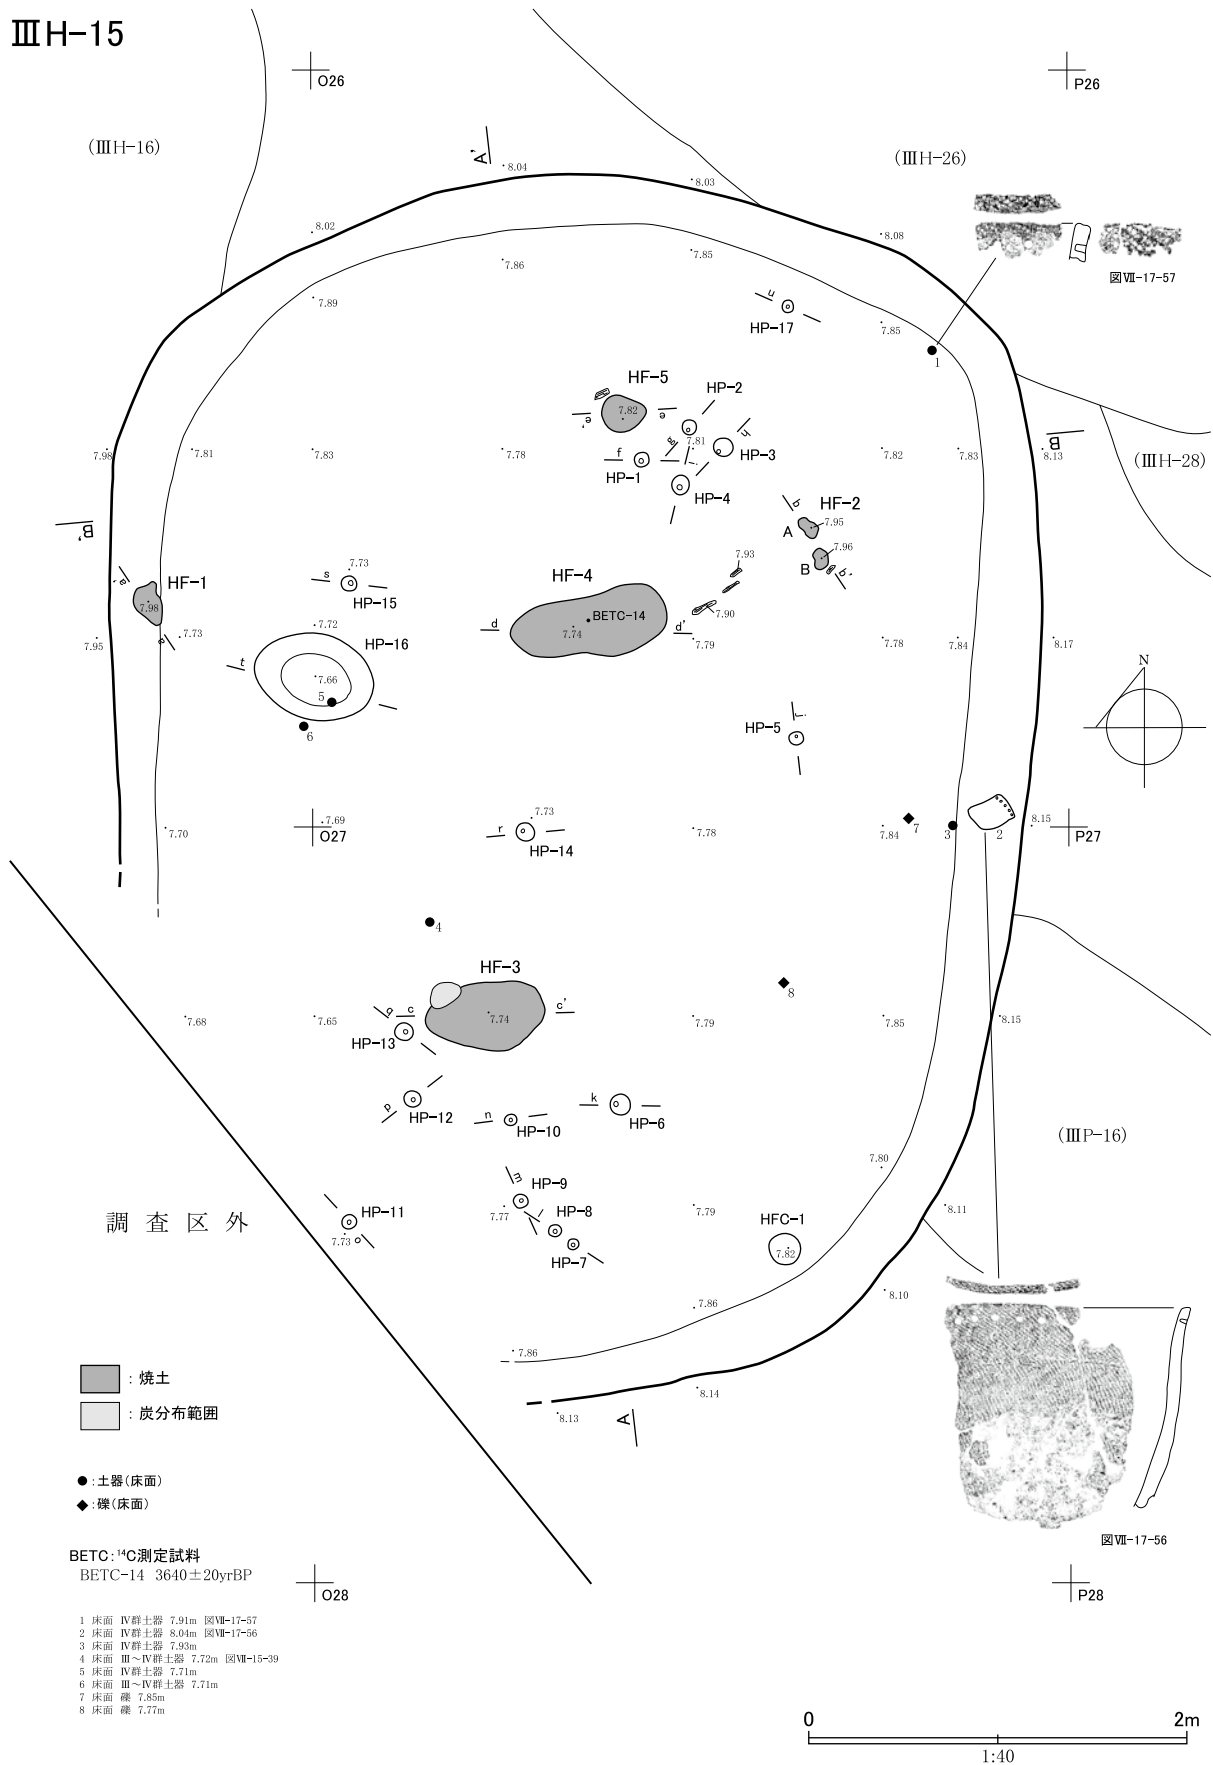 ⅢH-15
O26
P26
(ⅢH-16)
(ⅢH-26)
A'
8.04
8.03
8.02
8.08
図Ⅶ-17-57
7.86
7.85
7.89
u
HP-17
7.85
1
HF-5
HP-2
7.82
e'
e
g
7.81
h
HP-3
f
HP-1
i
HP-4
7.98
7.81
7.83
7.78
7.82
7.83
B
8.13
(ⅢH-28)
B'
b
HF-2
A
7.95
B
7.96
b'
7.93
7.90
a'
HF-1
7.98
a
7.73
s
HP-15
HF-4
BETC-14
7.74
d
d'
7.95
7.73
7.72
HP-16
t
7.66
5
6
7.79
7.78
7.84
8.17
N
HP-5
j
7.70
7.69
O27
7.73
r
HP-14
7.78
7.84
7
3
2
8.15
P27
4
HF-3
7.74
c
c'
8
7.68
7.65
o
HP-13
7.79
7.85
8.15
p
HP-12
n
HP-10
k
HP-6
(ⅢP-16)
7.80
m
HP-9
7.77
l
HP-8
HP-7
7.79
8.11
HP-11
7.73
o
HFC-1
7.82
調査区外
7.86
8.10
7.86
8.14
8.13
A
:焼土
:炭分布範囲
●:土器(床面)
◆:礫(床面)
図Ⅶ-17-56
BETC:¹⁴C測定試料
BETC-14 3640±20yrBP
O28
P28
1 床面 Ⅳ群土器 7.91m 図Ⅶ-17-57
2 床面 Ⅳ群土器 8.04m 図Ⅶ-17-56
3 床面 Ⅳ群土器 7.93m
4 床面 Ⅲ～Ⅳ群土器 7.72m 図Ⅶ-15-39
5 床面 Ⅳ群土器 7.71m
6 床面 Ⅲ～Ⅳ群土器 7.71m
7 床面 礫 7.85m
8 床面 礫 7.77m
0
2m
1:40